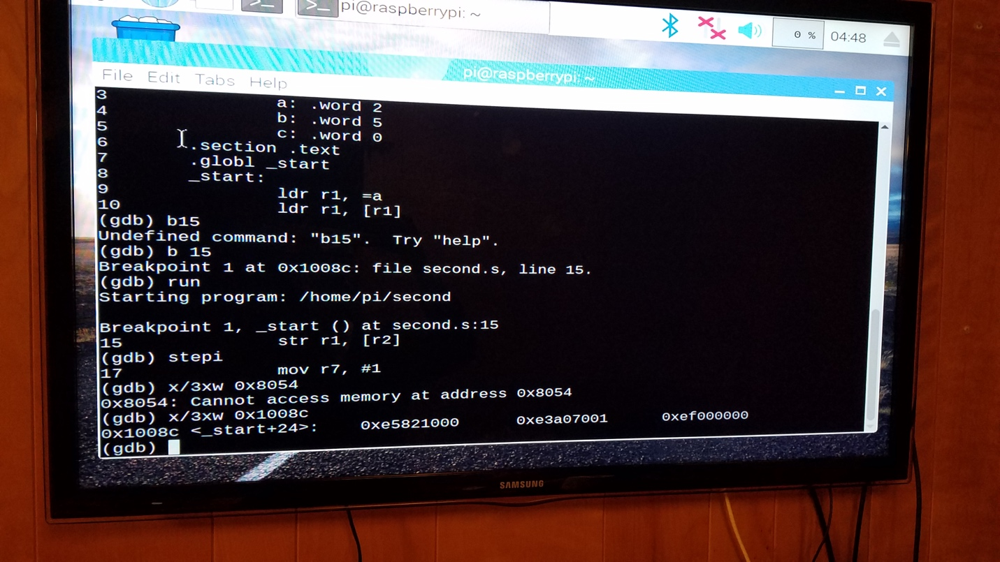 pi@raspberrypi: ~
0 % 04:48
pi@raspberrypi: ~
File Edit Tabs Help
3 a: .word 2
4 b: .word 5
5 c: .word 0
6 .section .text
7 .globl _start
8 _start:
9 ldr r1, =a
10 ldr r1, [r1]
(gdb) b15
Undefined command: "b15". Try "help".
(gdb) b 15
Breakpoint 1 at 0x1008c: file second.s, line 15.
(gdb) run
Starting program: /home/pi/second
Breakpoint 1, _start () at second.s:15
15 str r1, [r2]
(gdb) stepi
17 mov r7, #1
(gdb) x/3xw 0x8054
0x8054: Cannot access memory at address 0x8054
(gdb) x/3xw 0x1008c
0x1008c <_start+24>: 0xe5821000 0xe3a07001 0xef000000
(gdb)
SAMSUNG